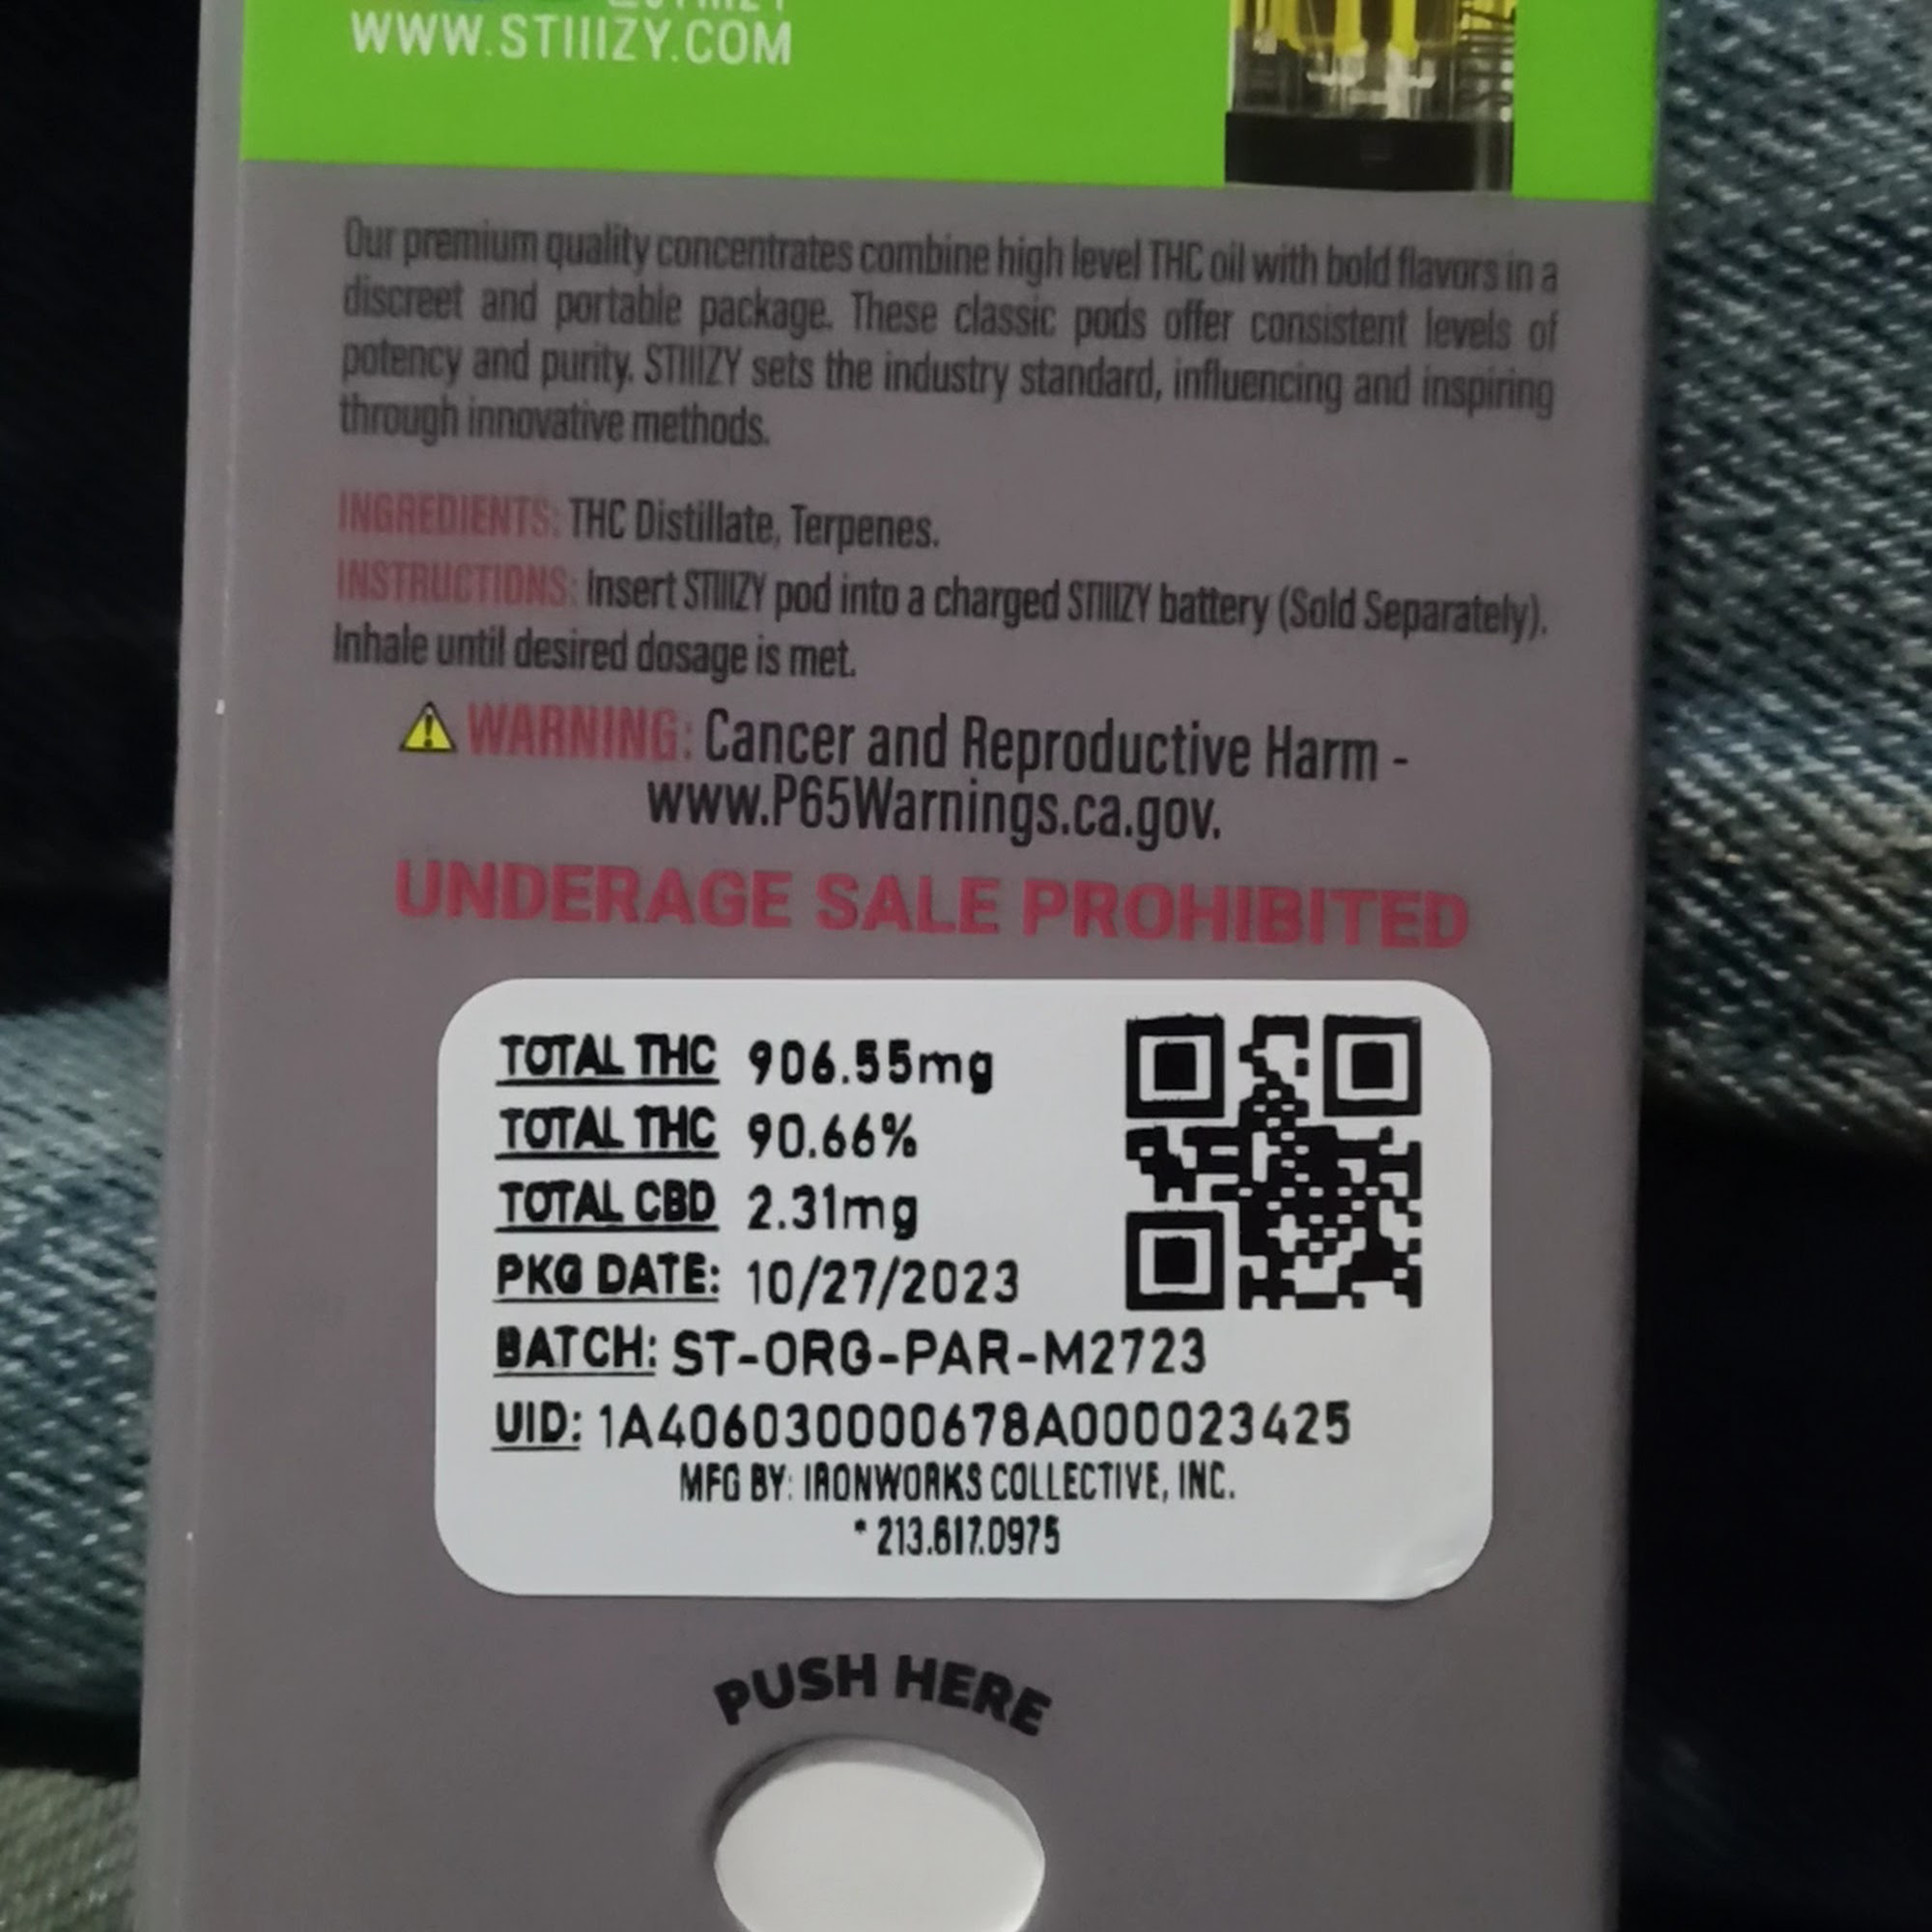 WWW.STIIIZY.COM
Our premium quality concentrates combine high level THC oil with bold flavors in a
discreet and portable package. These classic pods offer consistent levels of
potency and purity. STIIIZY sets the industry standard, influencing and inspiring
through innovative methods.
INGREDIENTS: THC Distillate, Terpenes.
INSTRUCTIONS: Insert STIIIZY pod into a charged STIIIZY battery (Sold Separately).
Inhale until desired dosage is met.
WARNING: Cancer and Reproductive Harm -
www.P65Warnings.ca.gov.
UNDERAGE SALE PROHIBITED
TOTAL THC 906.55mg
TOTAL THC 90.66%
TOTAL CBD 2.31mg
PKG DATE: 10/27/2023
BATCH: ST-ORG-PAR-M2723
UID: 1A4060300000678A000023425
MFG BY: IRONWORKS COLLECTIVE, INC.
* 213.617.0975
PUSH HERE